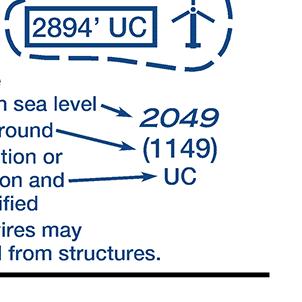 2894' UC
n sea level
2049
round
(1149)
tion or
on and
UC
ified
ires may
from structures.